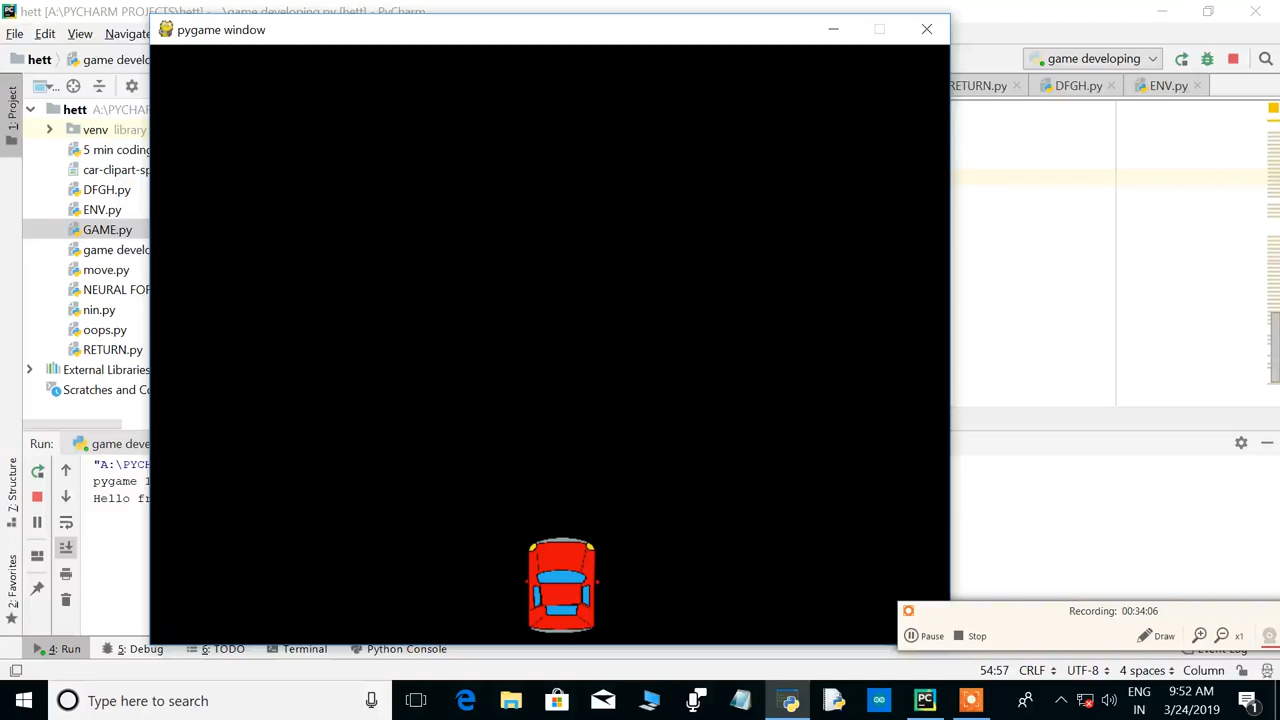 hett [A:\PYCHARM PROJECTS\hett] - ...\game developing.py [hett] - PyCharm
pygame window
File Edit View Navigate
hett game develo
game developing
RETURN.py DFGH.py ENV.py
1: Project
hett A:\PYCHAR
venv library
5 min coding
car-clipart-sp
DFGH.py
ENV.py
GAME.py
game develo
move.py
NEURAL FOR
nin.py
oops.py
RETURN.py
External Libraries
Scratches and Co
Run: game deve
"A:\PYCH
pygame 1
Hello fr
Z: Structure
2: Favorites
Recording: 00:34:06
Pause Stop Draw x1
4: Run 5: Debug 6: TODO Terminal Python Console Event Log
54:57 CRLF UTF-8 4 spaces Column
Type here to search
ENG
IN
:52 AM
3/24/2019
1